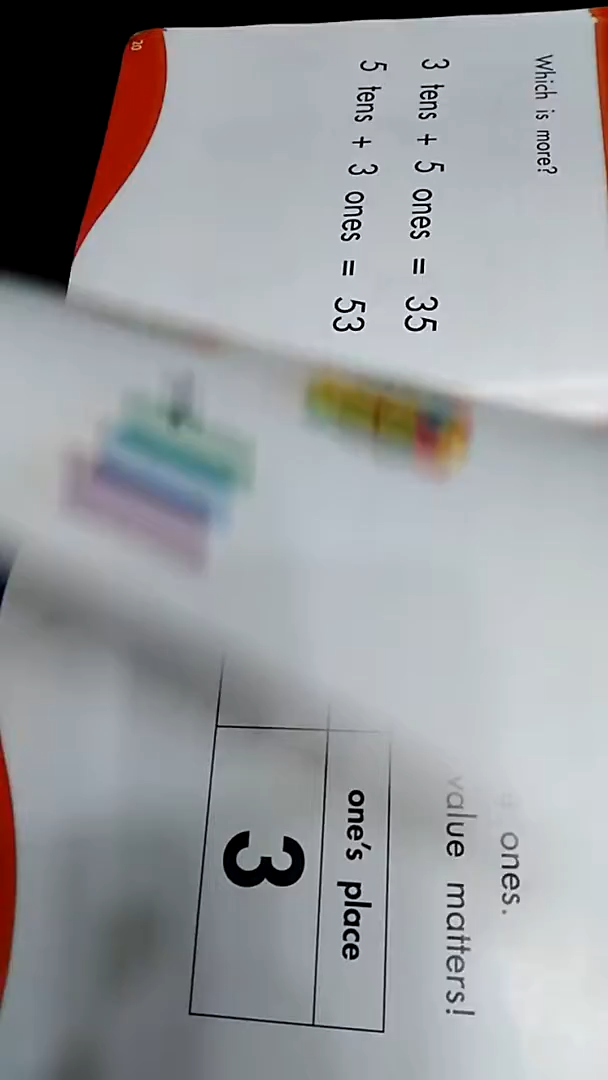 Which is more?
3 tens + 5 ones = 35
5 tens + 3 ones = 53
20
ones.
value matters!
one's place
3